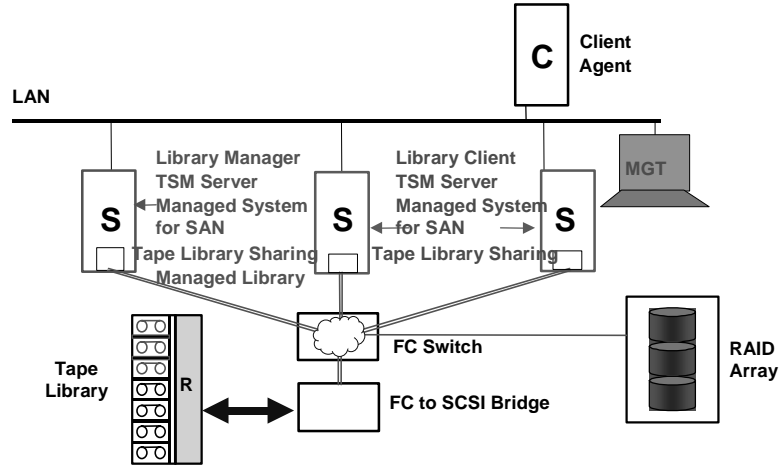 C
Client
Agent
LAN
Library Manager
TSM Server
Managed System
for SAN
Tape Library Sharing
Managed Library
Library Client
TSM Server
Managed System
for SAN
Tape Library Sharing
S
S
S
MGT
FC Switch
RAID
Array
Tape
Library
R
FC to SCSI Bridge